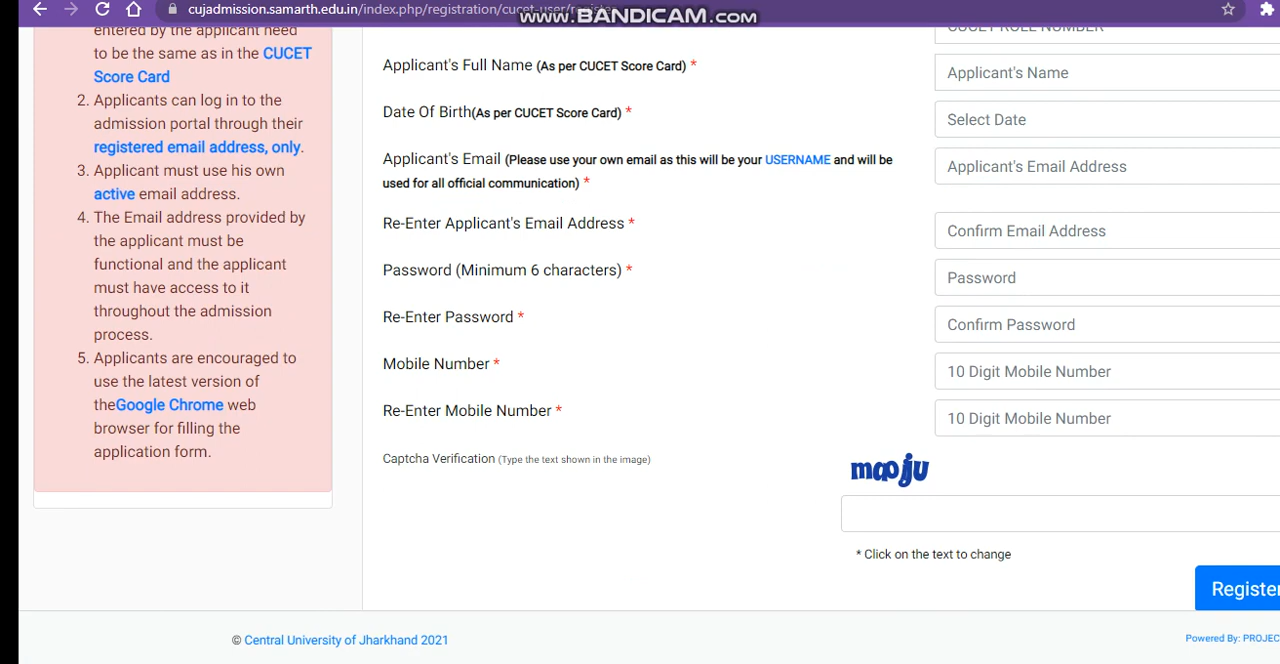 cujadmission.samarth.edu.in/index.php/registration/cucet-user/register
www.BANDICAM.com
entered by the applicant need
to be the same as in the CUCET
Score Card
2. Applicants can log in to the
admission portal through their
registered email address, only.
3. Applicant must use his own
active email address.
4. The Email address provided by
the applicant must be
functional and the applicant
must have access to it
throughout the admission
process.
5. Applicants are encouraged to
use the latest version of
theGoogle Chrome web
browser for filling the
application form.
CUCET ROLL NUMBER
Applicant's Full Name (As per CUCET Score Card) *
Applicant's Name
Date Of Birth(As per CUCET Score Card) *
Select Date
Applicant's Email (Please use your own email as this will be your USERNAME and will be
used for all official communication) *
Applicant's Email Address
Re-Enter Applicant's Email Address *
Confirm Email Address
Password (Minimum 6 characters) *
Password
Re-Enter Password *
Confirm Password
Mobile Number *
10 Digit Mobile Number
Re-Enter Mobile Number *
10 Digit Mobile Number
Captcha Verification (Type the text shown in the image)
* Click on the text to change
Register
© Central University of Jharkhand 2021
Powered By: PROJEC